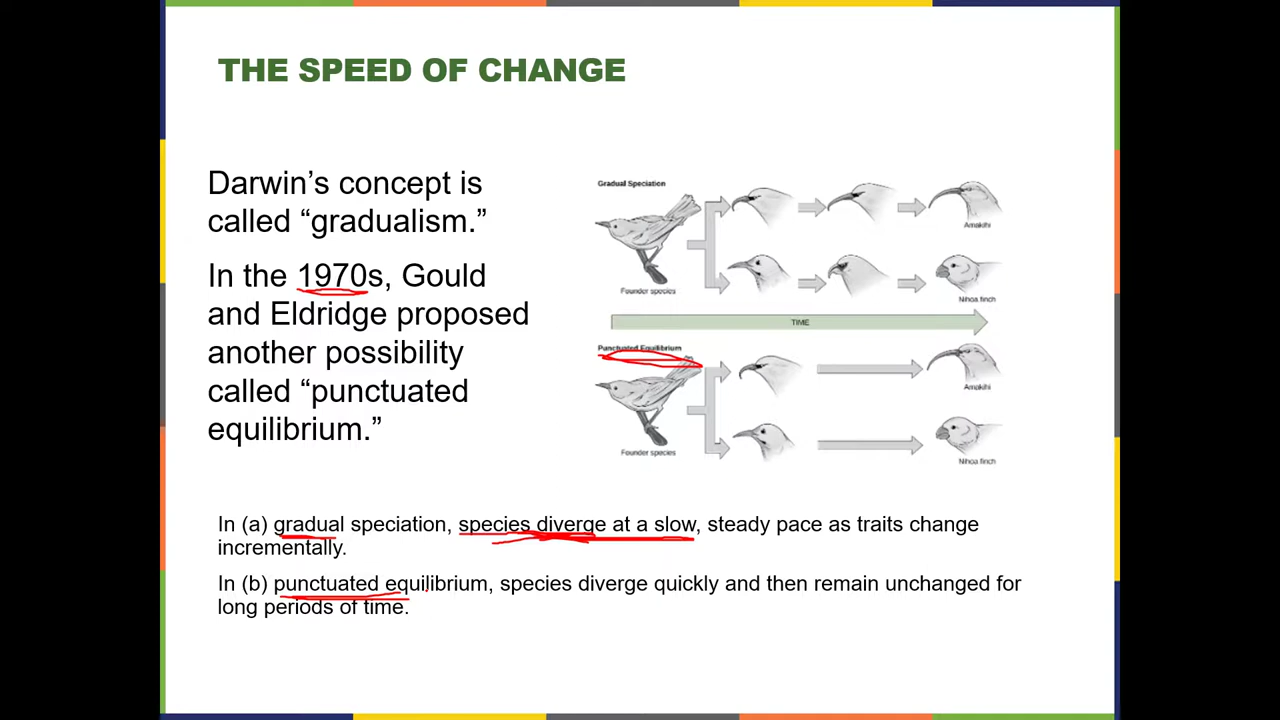 THE SPEED OF CHANGE
Darwin’s concept is
called “gradualism.”
In the 1970s, Gould
and Eldridge proposed
another possibility
called “punctuated
equilibrium.”
Gradual Speciation
Founder species
Amakihi
Nihoa finch
TIME
Punctuated Equilibrium
Founder species
Amakihi
Nihoa finch
In (a) gradual speciation, species diverge at a slow, steady pace as traits change
incrementally.
In (b) punctuated equilibrium, species diverge quickly and then remain unchanged for
long periods of time.